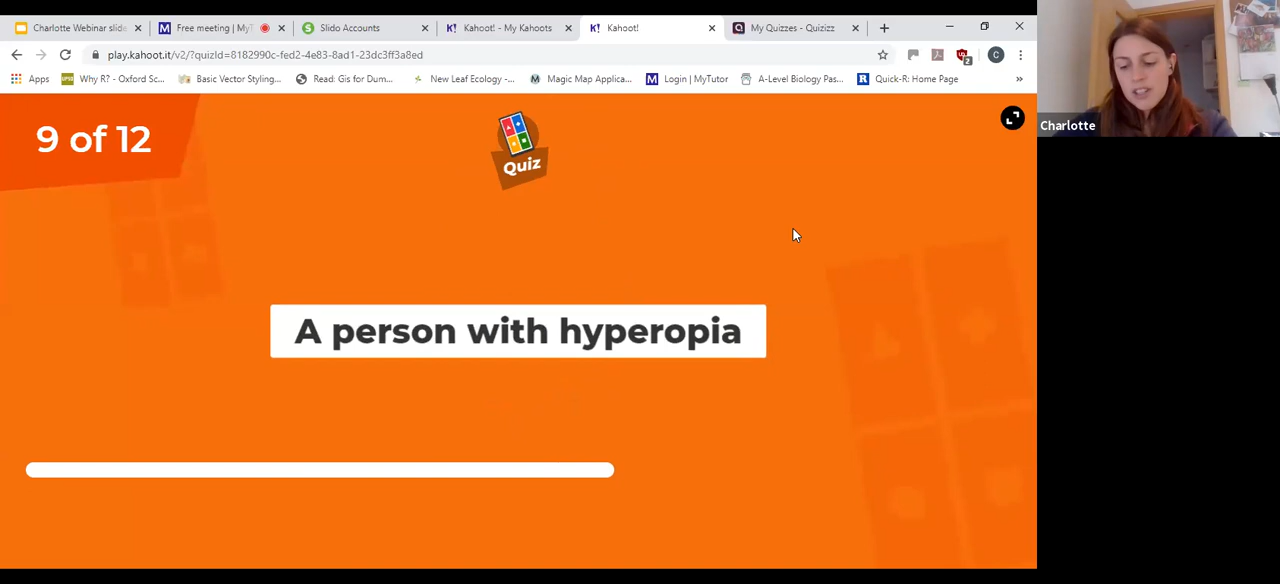 Charlotte Webinar slide
Free meeting | MyT
Slido Accounts
Kahoot! - My Kahoots
Kahoot!
My Quizzes - Quizizz
play.kahoot.it/v2/?quizId=8182990c-fed2-4e83-8ad1-23dc3ff3a8ed
C
Apps
Why R? - Oxford Sc...
Basic Vector Styling...
Read: Gis for Dum...
New Leaf Ecology -...
Magic Map Applica...
Login | MyTutor
A-Level Biology Pas...
Quick-R: Home Page
»
9 of 12
Quiz
Charlotte
A person with hyperopia